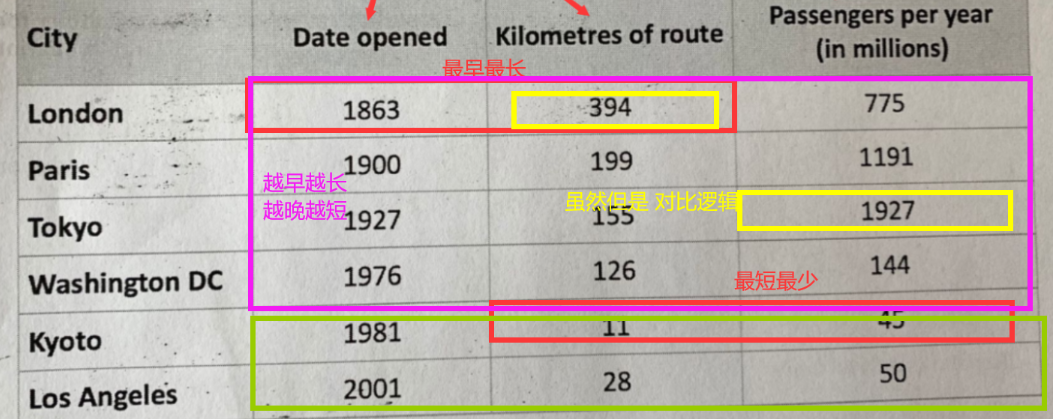 City Date opened Kilometres of route Passengers per year (in millions)
最早最长
London 1863 394 775
Paris 1900 199 1191
越早越长
越晚越短
虽然但是 对比逻辑
Tokyo 1927 155 1927
Washington DC 1976 126 144
最短最少
Kyoto 1981 11 45
Los Angeles 2001 28 50